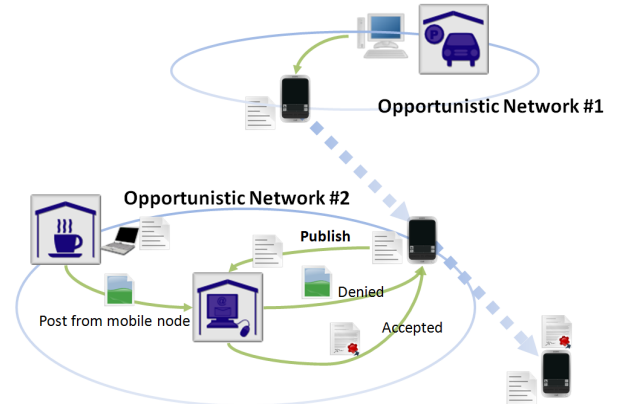 P
Opportunistic Network #1
Opportunistic Network #2
Publish
Denied
Post from mobile node
Accepted